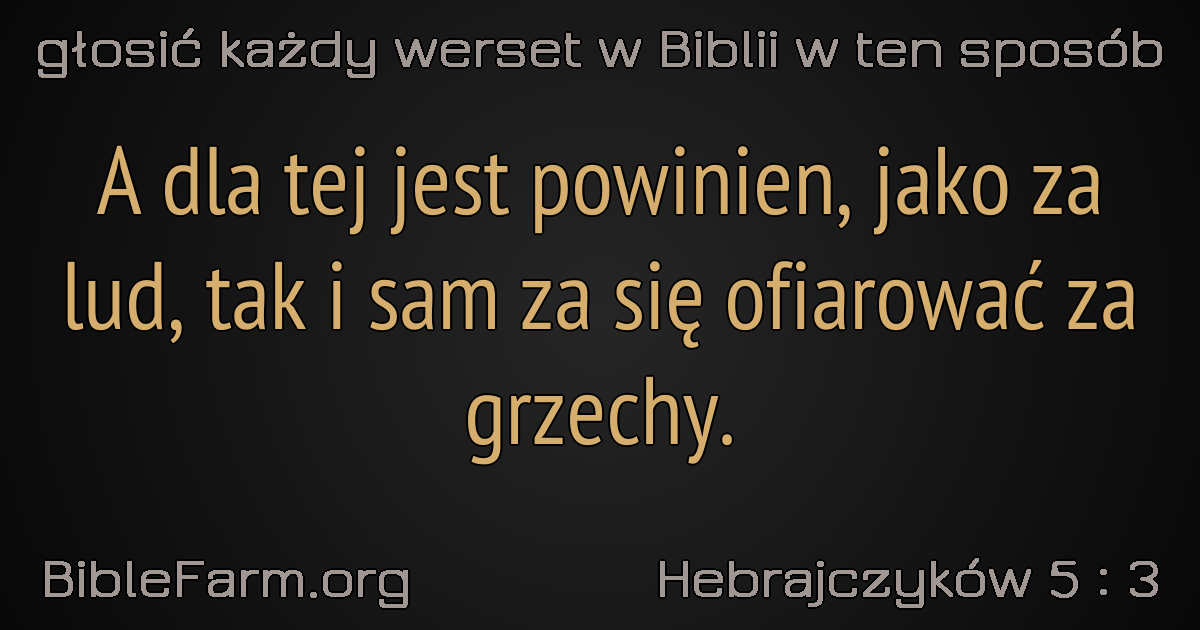 głosić każdy werset w Biblii w ten sposób
A dla tej jest powinien, jako za
lud, tak i sam za się ofiarować za
grzechy.
BibleFarm.org
Hebrajczyków 5 : 3